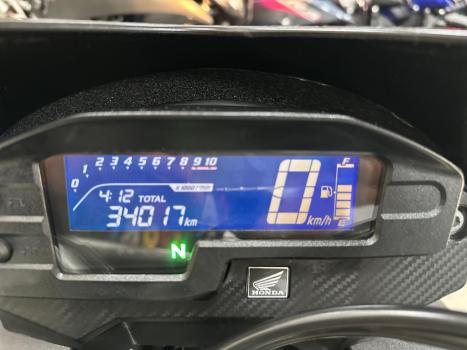 0 1 2 3 4 5 6 7 8 9 10
X1000r/min
4:12 TOTAL
34017km
0 km/h
F
E
N
HONDA